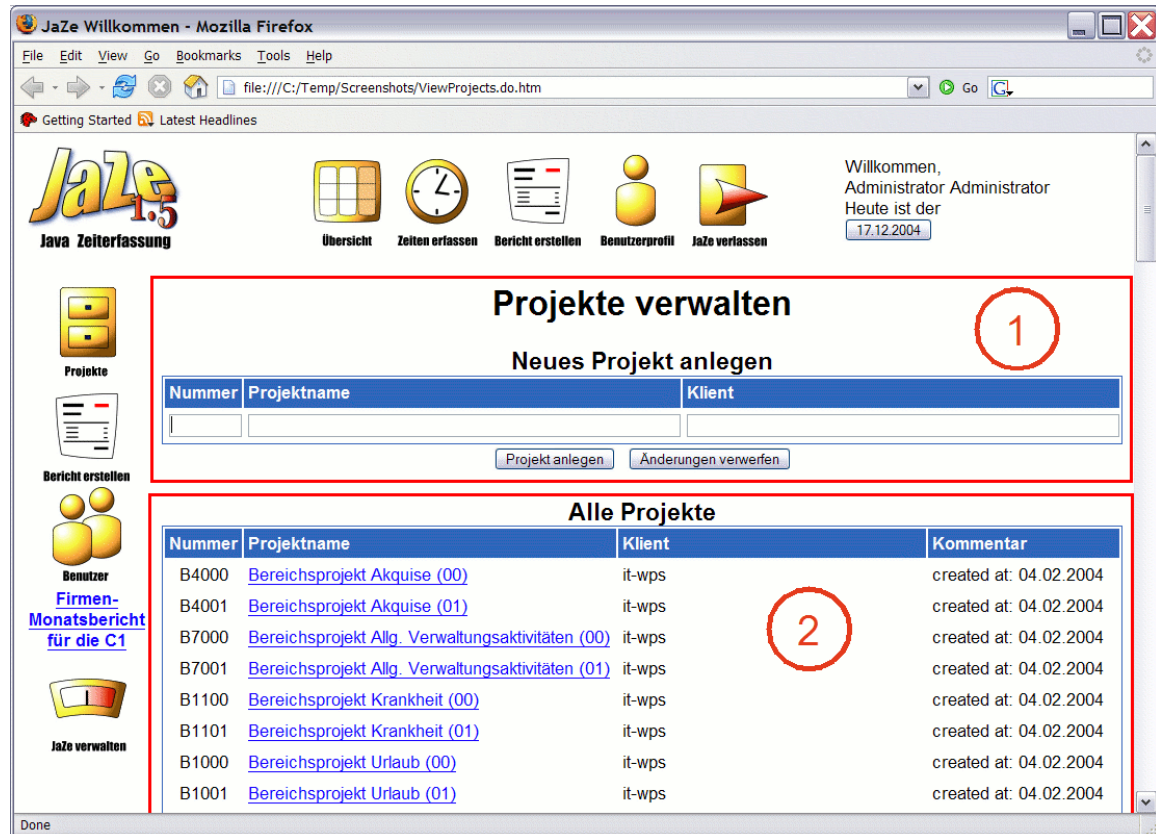 JaZe Willkommen - Mozilla Firefox
File Edit View Go Bookmarks Tools Help
file:///C:/Temp/Screenshots/ViewProjects.do.htm
Go
G
Getting Started
Latest Headlines
JaZe 1.5
Java Zeiterfassung
Übersicht
Zeiten erfassen
Bericht erstellen
Benutzerprofil
JaZe verlassen
Willkommen,
Administrator Administrator
Heute ist der
17.12.2004
Projekte
Bericht erstellen
Benutzer
Firmen-
Monatsbericht
für die C1
JaZe verwalten
Projekte verwalten
1
Neues Projekt anlegen
Nummer Projektname Klient
Projekt anlegen Änderungen verwerfen
Alle Projekte
Nummer Projektname Klient Kommentar
B4000 Bereichsprojekt Akquise (00) it-wps created at: 04.02.2004
B4001 Bereichsprojekt Akquise (01) it-wps created at: 04.02.2004
2
B7000 Bereichsprojekt Allg. Verwaltungsaktivitäten (00) it-wps created at: 04.02.2004
B7001 Bereichsprojekt Allg. Verwaltungsaktivitäten (01) it-wps created at: 04.02.2004
B1100 Bereichsprojekt Krankheit (00) it-wps created at: 04.02.2004
B1101 Bereichsprojekt Krankheit (01) it-wps created at: 04.02.2004
B1000 Bereichsprojekt Urlaub (00) it-wps created at: 04.02.2004
B1001 Bereichsprojekt Urlaub (01) it-wps created at: 04.02.2004
Done